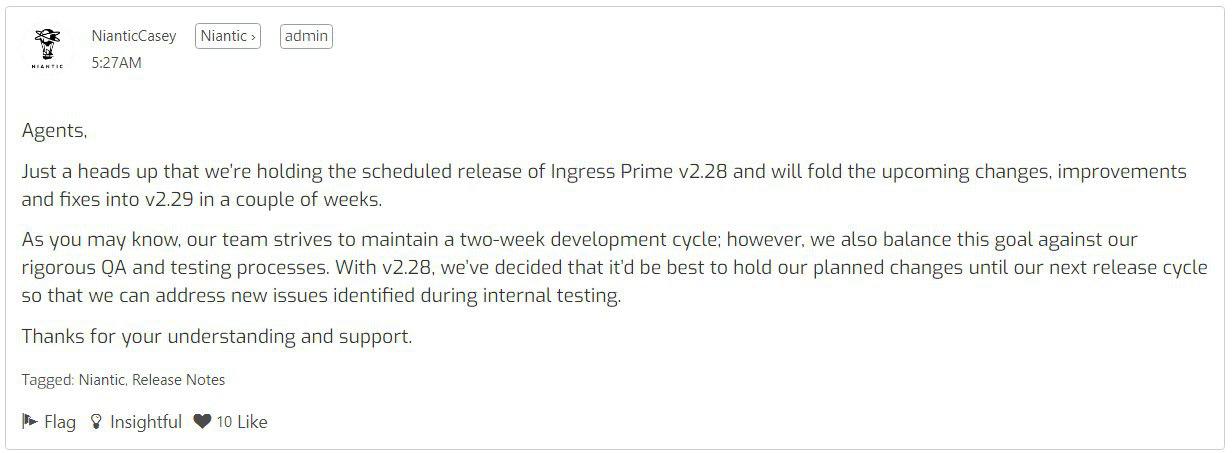 NianticCasey Niantic › admin
NIANTIC 5:27AM
Agents,
Just a heads up that we're holding the scheduled release of Ingress Prime v2.28 and will fold the upcoming changes, improvements
and fixes into v2.29 in a couple of weeks.
As you may know, our team strives to maintain a two-week development cycle; however, we also balance this goal against our
rigorous QA and testing processes. With v2.28, we've decided that it'd be best to hold our planned changes until our next release cycle
so that we can address new issues identified during internal testing.
Thanks for your understanding and support.
Tagged: Niantic, Release Notes
Flag Insightful 10 Like